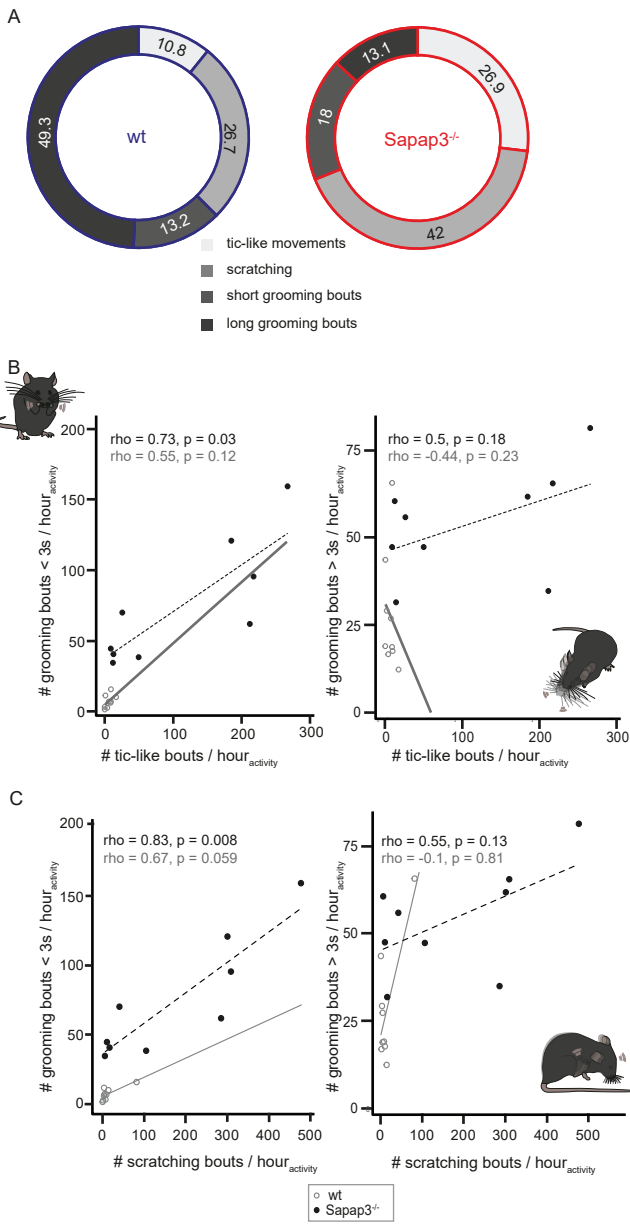 A
10.8
26.7
13.2
49.3
wt
26.9
42
18
13.1
Sapap3-/-
tic-like movements
scratching
short grooming bouts
long grooming bouts
B
# grooming bouts < 3s / houractivity
200
150
100
50
0
rho = 0.73, p = 0.03
rho = 0.55, p = 0.12
0 100 200 300
# tic-like bouts / houractivity
# grooming bouts > 3s / houractivity
75
50
25
0
rho = 0.5, p = 0.18
rho = -0.44, p = 0.23
0 100 200 300
# tic-like bouts / houractivity
C
# grooming bouts < 3s / houractivity
200
150
100
50
0
rho = 0.83, p = 0.008
rho = 0.67, p = 0.059
0 100 200 300 400 500
# scratching bouts / houractivity
# grooming bouts > 3s / houractivity
75
50
25
0
rho = 0.55, p = 0.13
rho = -0.1, p = 0.81
0 100 200 300 400 500
# scratching bouts / houractivity
wt
Sapap3-/-